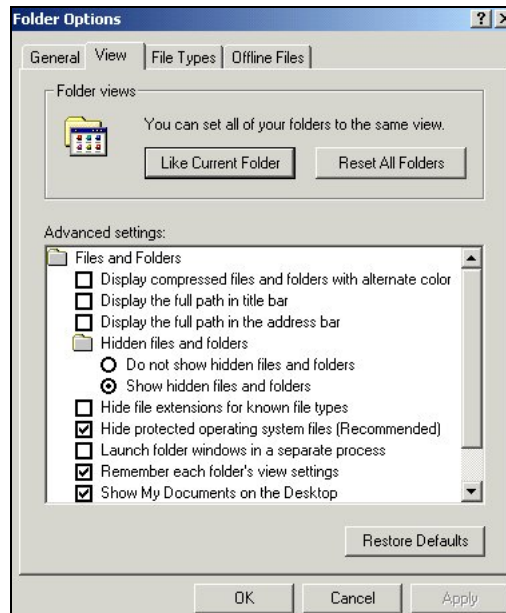 Folder Options
General View File Types Offline Files
Folder views
You can set all of your folders to the same view.
Like Current Folder Reset All Folders
Advanced settings:
Files and Folders
Display compressed files and folders with alternate color
Display the full path in title bar
Display the full path in the address bar
Hidden files and folders
Do not show hidden files and folders
Show hidden files and folders
Hide file extensions for known file types
Hide protected operating system files (Recommended)
Launch folder windows in a separate process
Remember each folder's view settings
Show My Documents on the Desktop
Restore Defaults
OK Cancel Apply